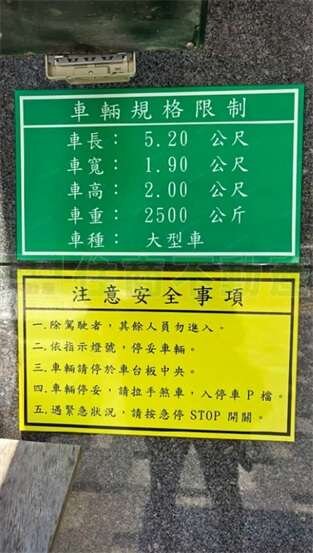 車輛規格限制
車長： 5.20 公尺
車寬： 1.90 公尺
車高： 2.00 公尺
車重： 2500 公斤
車種： 大型車
注意安全事項
一.除駕駛者，其餘人員勿進入。
二.依指示燈號，停妥車輛。
三.車輛請停於車台板中央。
四.車輛停妥，請拉手煞車，入停車 P 檔。
五.遇緊急狀況，請按急停 STOP 開關。